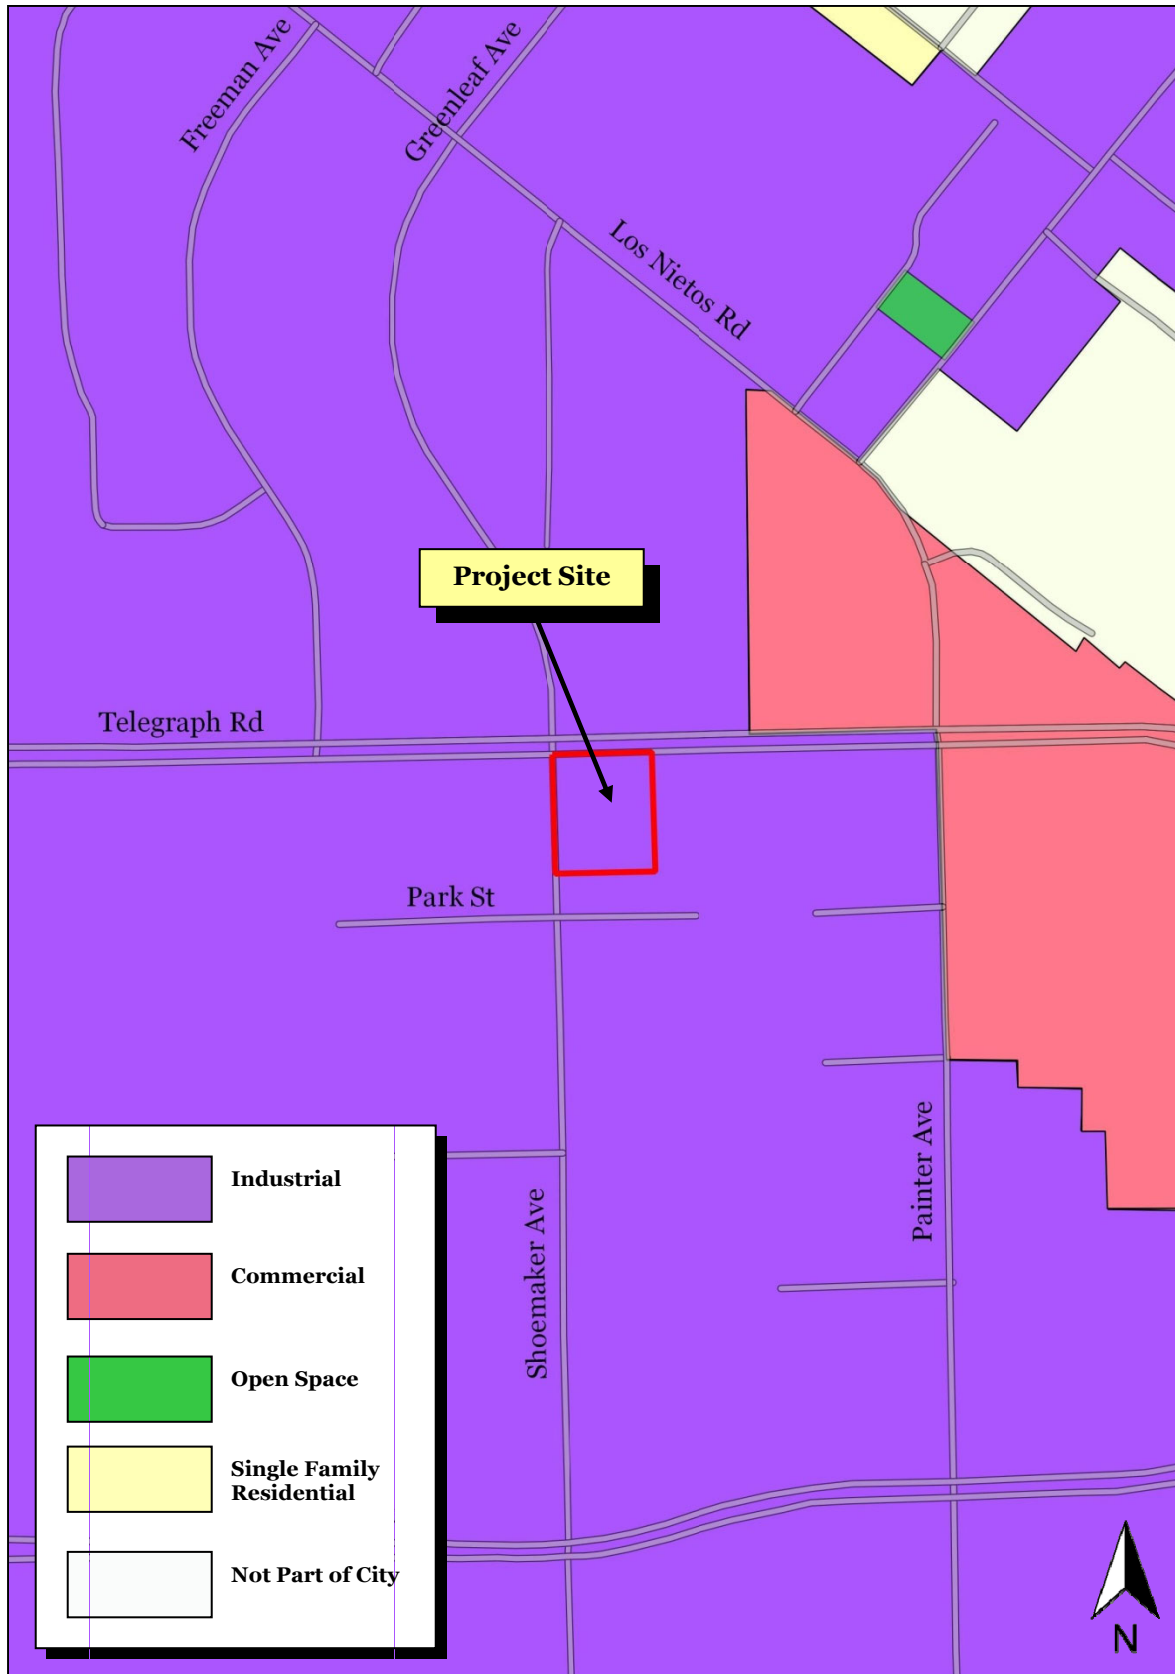 Freeman Ave
Greenleaf Ave
Los Nietos Rd
Project Site
Telegraph Rd
Park St
Painter Ave
Shoemaker Ave
Industrial
Commercial
Open Space
Single Family
Residential
Not Part of City
N